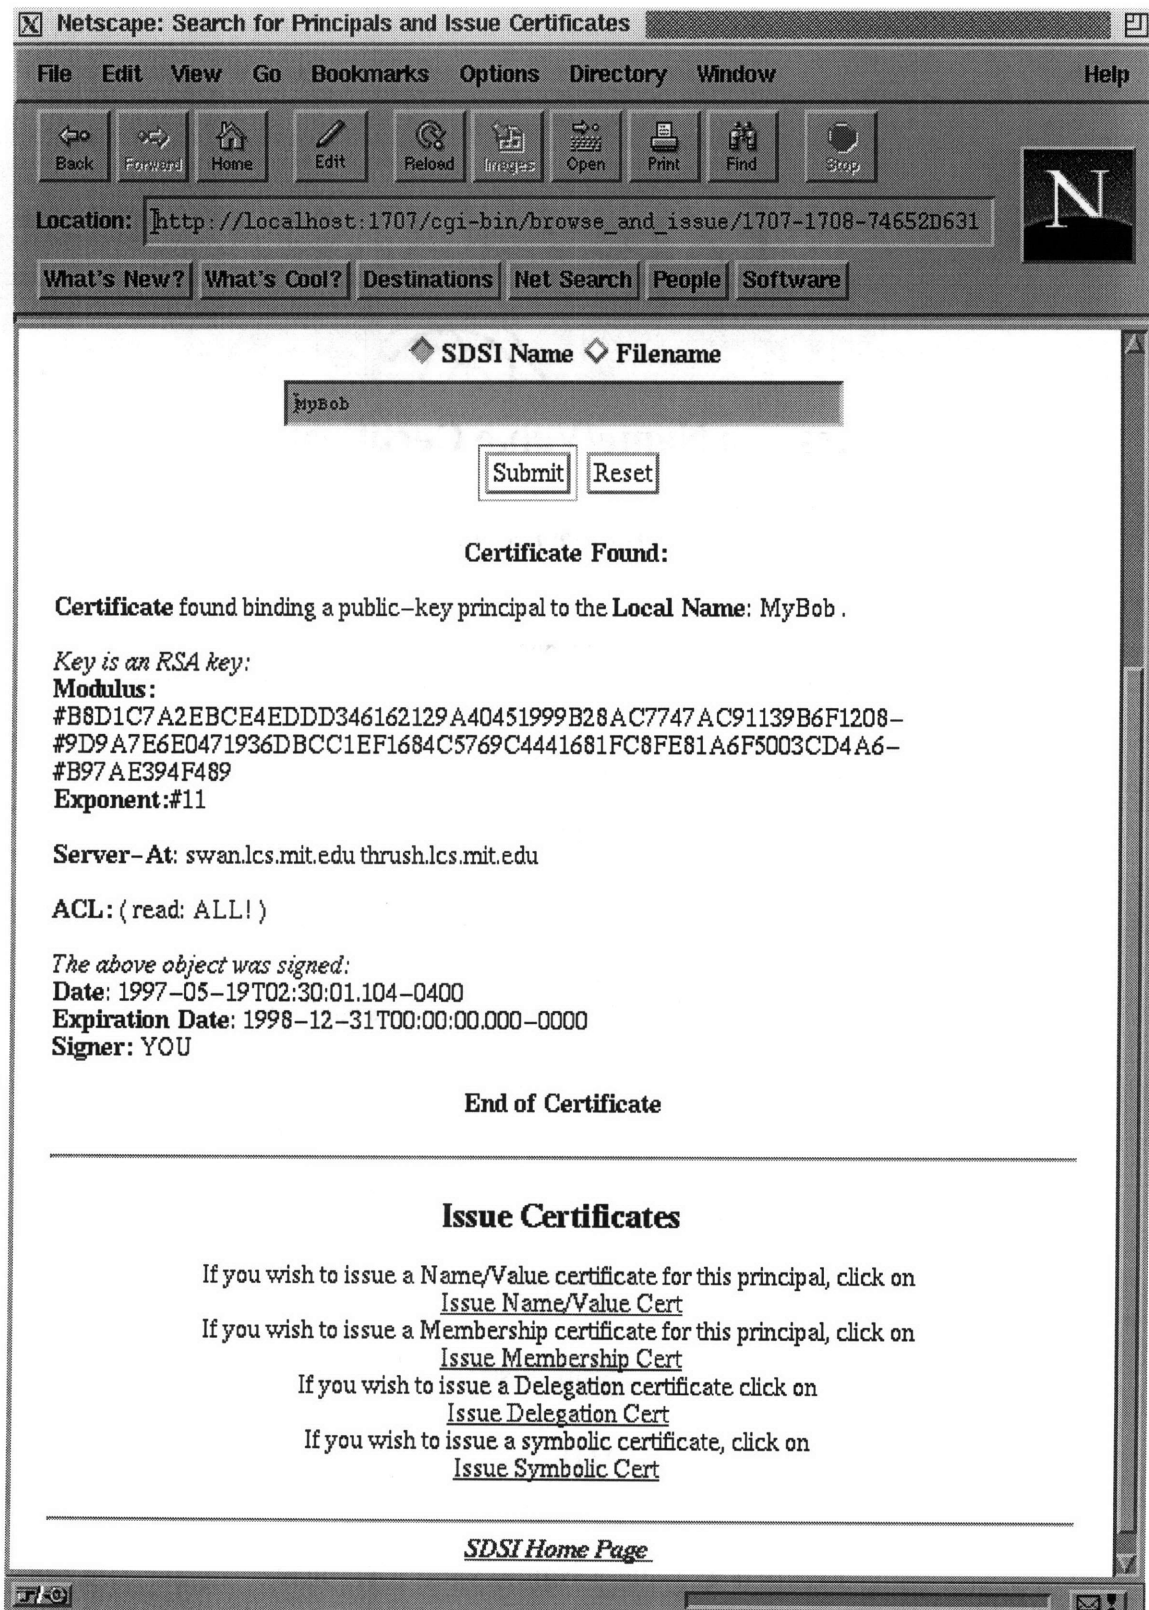 Netscape: Search for Principals and Issue Certificates
File Edit View Go Bookmarks Options Directory Window Help
Back Forward Home Edit Reload Images Open Print Find Stop
Location: http://localhost:1707/cgi-bin/browse_and_issue/1707-1708-74652D631
N
What's New? What's Cool? Destinations Net Search People Software
SDSI Name Filename
MyBob
Submit Reset
Certificate Found:
Certificate found binding a public-key principal to the Local Name: MyBob .
Key is an RSA key:
Modulus:
#B8D1C7A2EBCE4EDDD346162129A40451999B28AC7747AC91139B6F1208-
#9D9A7E6E0471936DBCC1EF1684C5769C4441681FC8FE81A6F5003CD4A6-
#B97AE394F489
Exponent:#11
Server-At: swan.lcs.mit.edu thrush.lcs.mit.edu
ACL: ( read: ALL! )
The above object was signed:
Date: 1997-05-19T02:30:01.104-0400
Expiration Date: 1998-12-31T00:00:00.000-0000
Signer: YOU
End of Certificate
Issue Certificates
If you wish to issue a Name/Value certificate for this principal, click on
Issue Name/Value Cert
If you wish to issue a Membership certificate for this principal, click on
Issue Membership Cert
If you wish to issue a Delegation certificate click on
Issue Delegation Cert
If you wish to issue a symbolic certificate, click on
Issue Symbolic Cert
SDSI Home Page